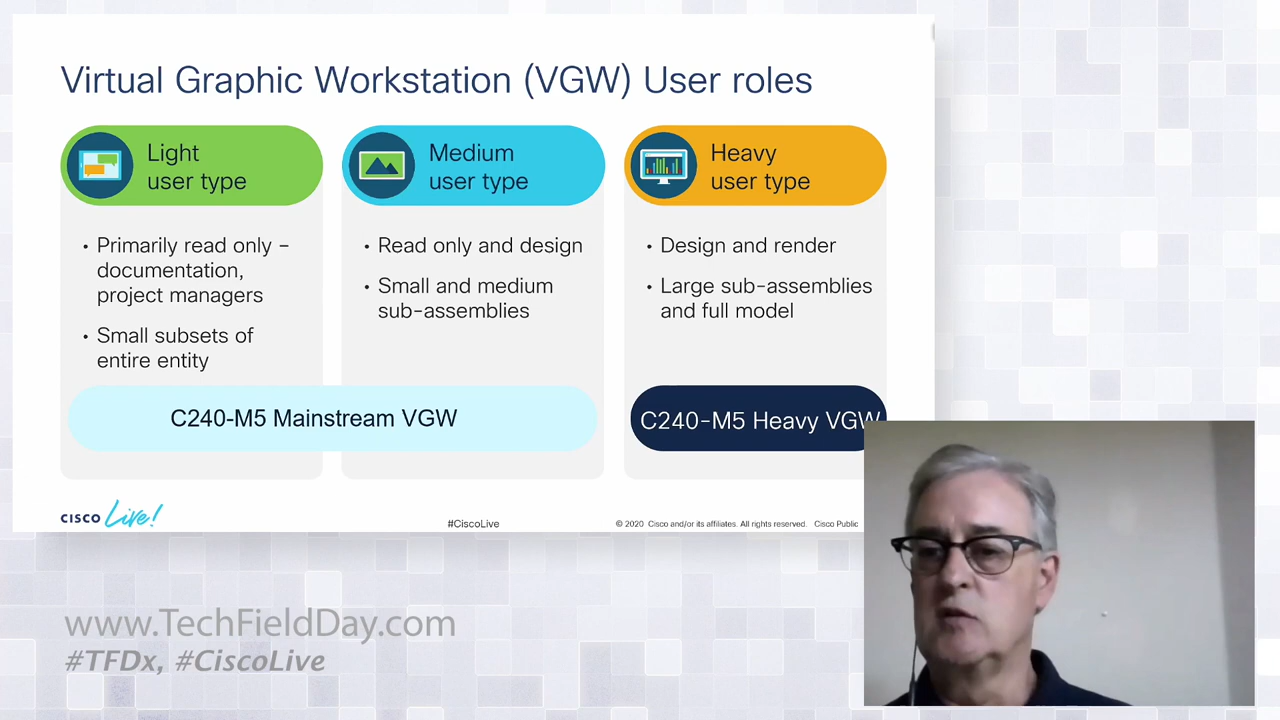 Virtual Graphic Workstation (VGW) User roles
Light
user type
• Primarily read only –
documentation,
project managers
• Small subsets of
entire entity
Medium
user type
• Read only and design
• Small and medium
sub-assemblies
Heavy
user type
• Design and render
• Large sub-assemblies
and full model
C240-M5 Mainstream VGW
C240-M5 Heavy VGW
CISCO Live!
#CiscoLive
© 2020 Cisco and/or its affiliates. All rights reserved. Cisco Public
www.TechFieldDay.com
#TFDx, #CiscoLive